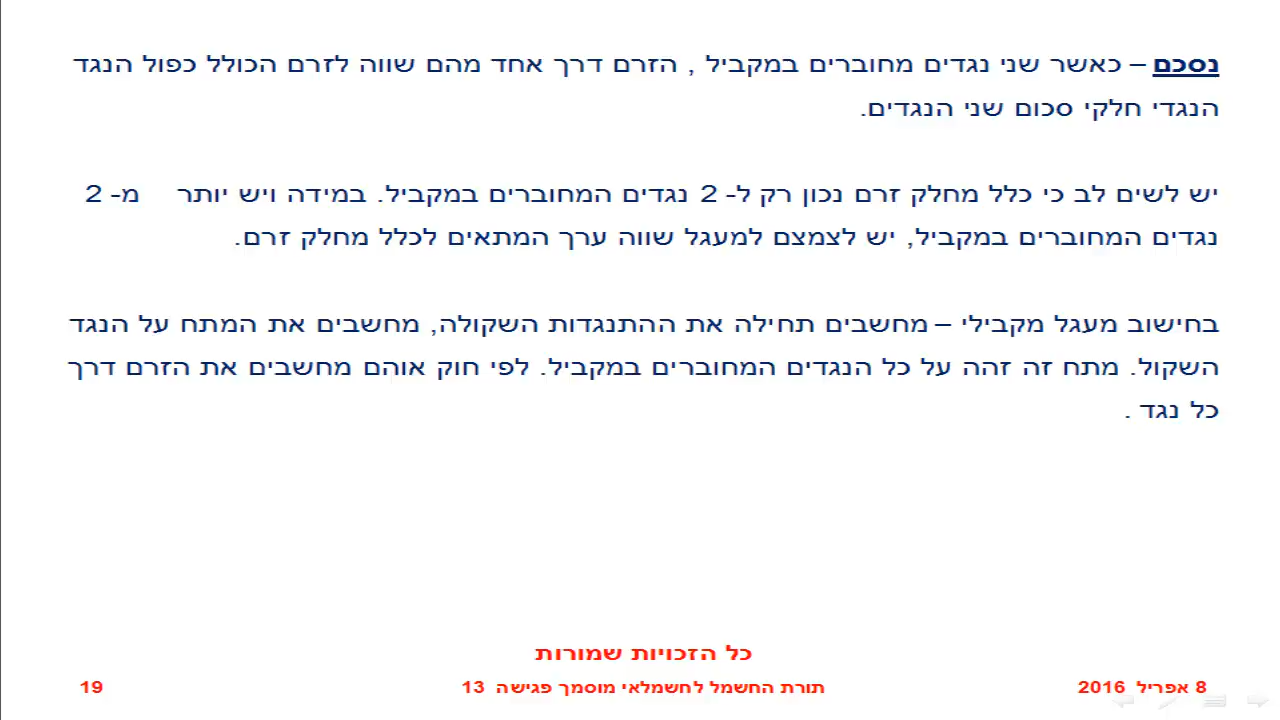 נסכם – כאשר שני נגדים מחוברים במקביל , הזרם דרך אחד מהם שווה לזרם הכולל כפול הנגד
הנגדי חלקי סכום שני הנגדים.
יש לשים לב כי כלל מחלק זרם נכון רק ל- 2 נגדים המחוברים במקביל. במידה ויש יותר מ- 2
נגדים המחוברים במקביל, יש לצמצם למעגל שווה ערך המתאים לכלל מחלק זרם.
בחישוב מעגל מקבילי – מחשבים תחילה את ההתנגדות השקולה, מחשבים את המתח על הנגד
השקול. מתח זה זהה על כל הנגדים המחוברים במקביל. לפי חוק אוהם מחשבים את הזרם דרך
כל נגד .
כל הזכויות שמורות
8 אפריל 2016 תורת החשמל לחשמלאי מוסמך פגישה 13 19